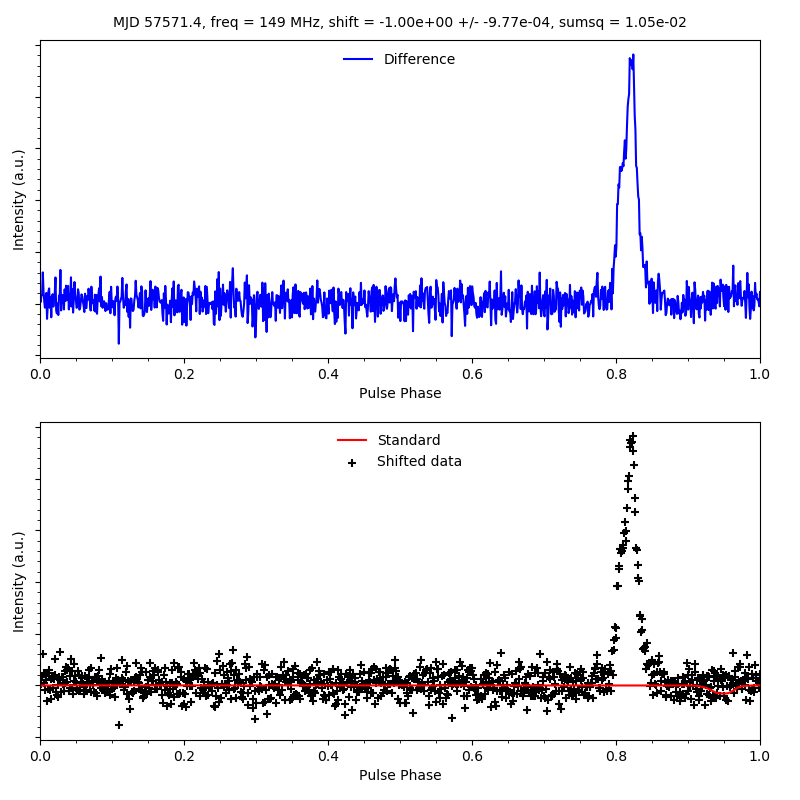 MJD 57571.4, freq = 149 MHz, shift = -1.00e+00 +/- -9.77e-04, sumsq = 1.05e-02
Difference
Intensity (a.u.)
0.0 0.2 0.4 0.6 0.8 1.0
Pulse Phase
Standard
Shifted data
Intensity (a.u.)
0.0 0.2 0.4 0.6 0.8 1.0
Pulse Phase